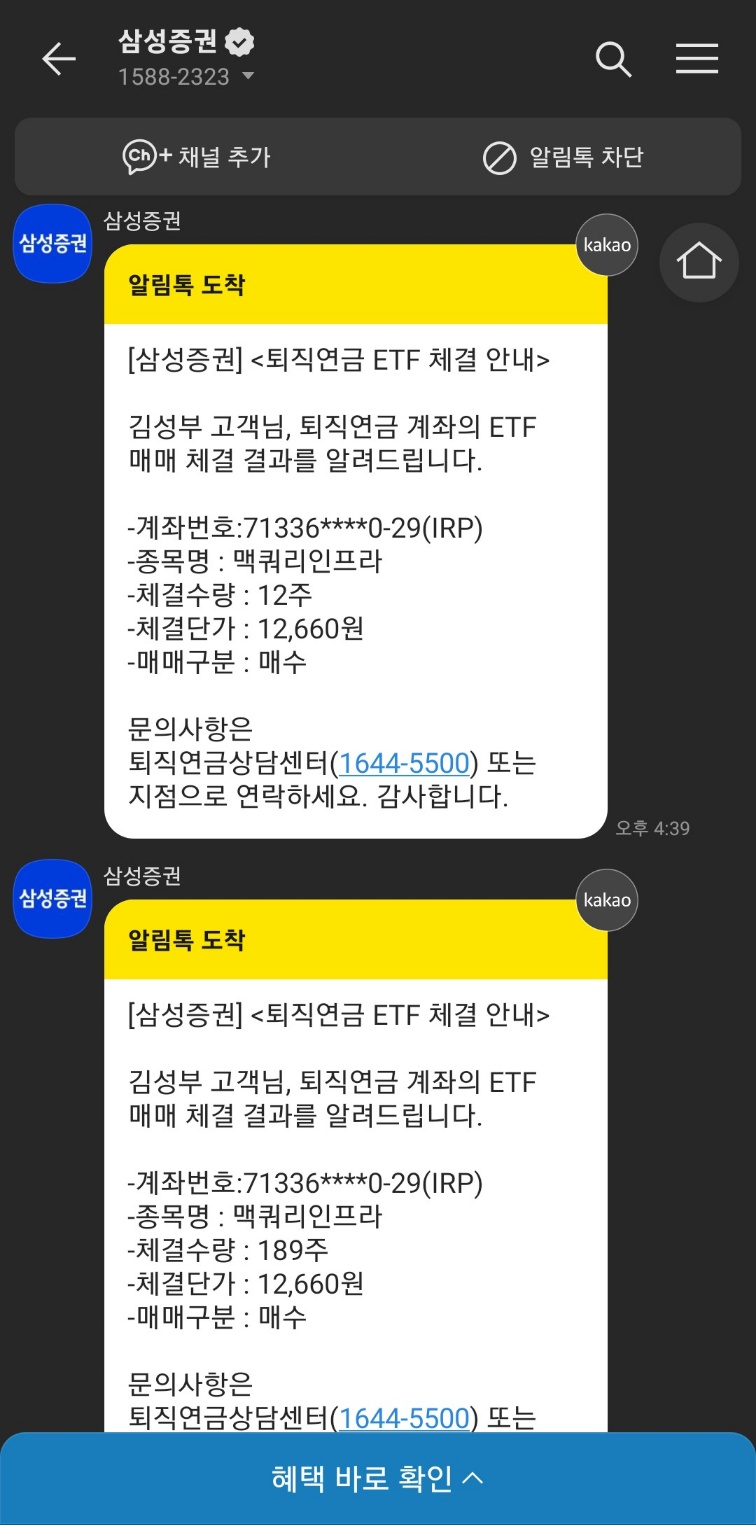 삼성증권
1588-2323
Ch+ 채널 추가
알림톡 차단
삼성증권
삼성증권
kakao
알림톡 도착
[삼성증권] <퇴직연금 ETF 체결 안내>
김성부 고객님, 퇴직연금 계좌의 ETF
매매 체결 결과를 알려드립니다.
-계좌번호:71336****0-29(IRP)
-종목명 : 맥쿼리인프라
-체결수량 : 12주
-체결단가 : 12,660원
-매매구분 : 매수
문의사항은
퇴직연금상담센터(1644-5500) 또는
지점으로 연락하세요. 감사합니다.
오후 4:39
삼성증권
삼성증권
kakao
알림톡 도착
[삼성증권] <퇴직연금 ETF 체결 안내>
김성부 고객님, 퇴직연금 계좌의 ETF
매매 체결 결과를 알려드립니다.
-계좌번호:71336****0-29(IRP)
-종목명 : 맥쿼리인프라
-체결수량 : 189주
-체결단가 : 12,660원
-매매구분 : 매수
문의사항은
퇴직연금상담센터(1644-5500) 또는
혜택 바로 확인